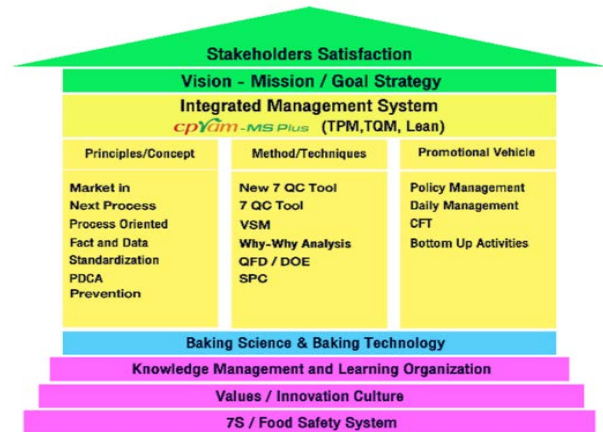 Stakeholders Satisfaction
Vision - Mission / Goal Strategy
Integrated Management System
cpYam-MS Plus (TPM,TQM, Lean)
Principles/Concept
Market in
Next Process
Process Oriented
Fact and Data
Standardization
PDCA
Prevention
Method/Techniques
New 7 QC Tool
7 QC Tool
VSM
Why-Why Analysis
QFD / DOE
SPC
Promotional Vehicle
Policy Management
Daily Management
CFT
Bottom Up Activities
Baking Science & Baking Technology
Knowledge Management and Learning Organization
Values / Innovation Culture
7S / Food Safety System